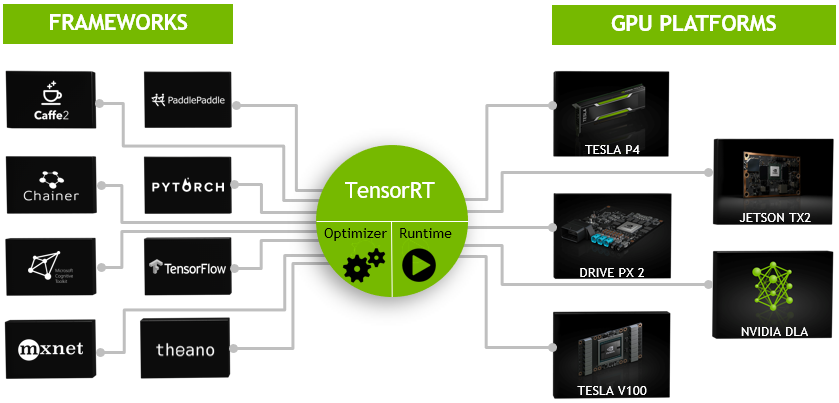 FRAMEWORKS
GPU PLATFORMS
Caffe2
PaddlePaddle
Chainer
PYTORCH
Microsoft
Cognitive
Toolkit
TensorFlow
mxnet
theano
TensorRT
Optimizer
Runtime
TESLA
TESLA P4
JETSON TX2
DRIVE PX 2
NVIDIA DLA
TESLA V100